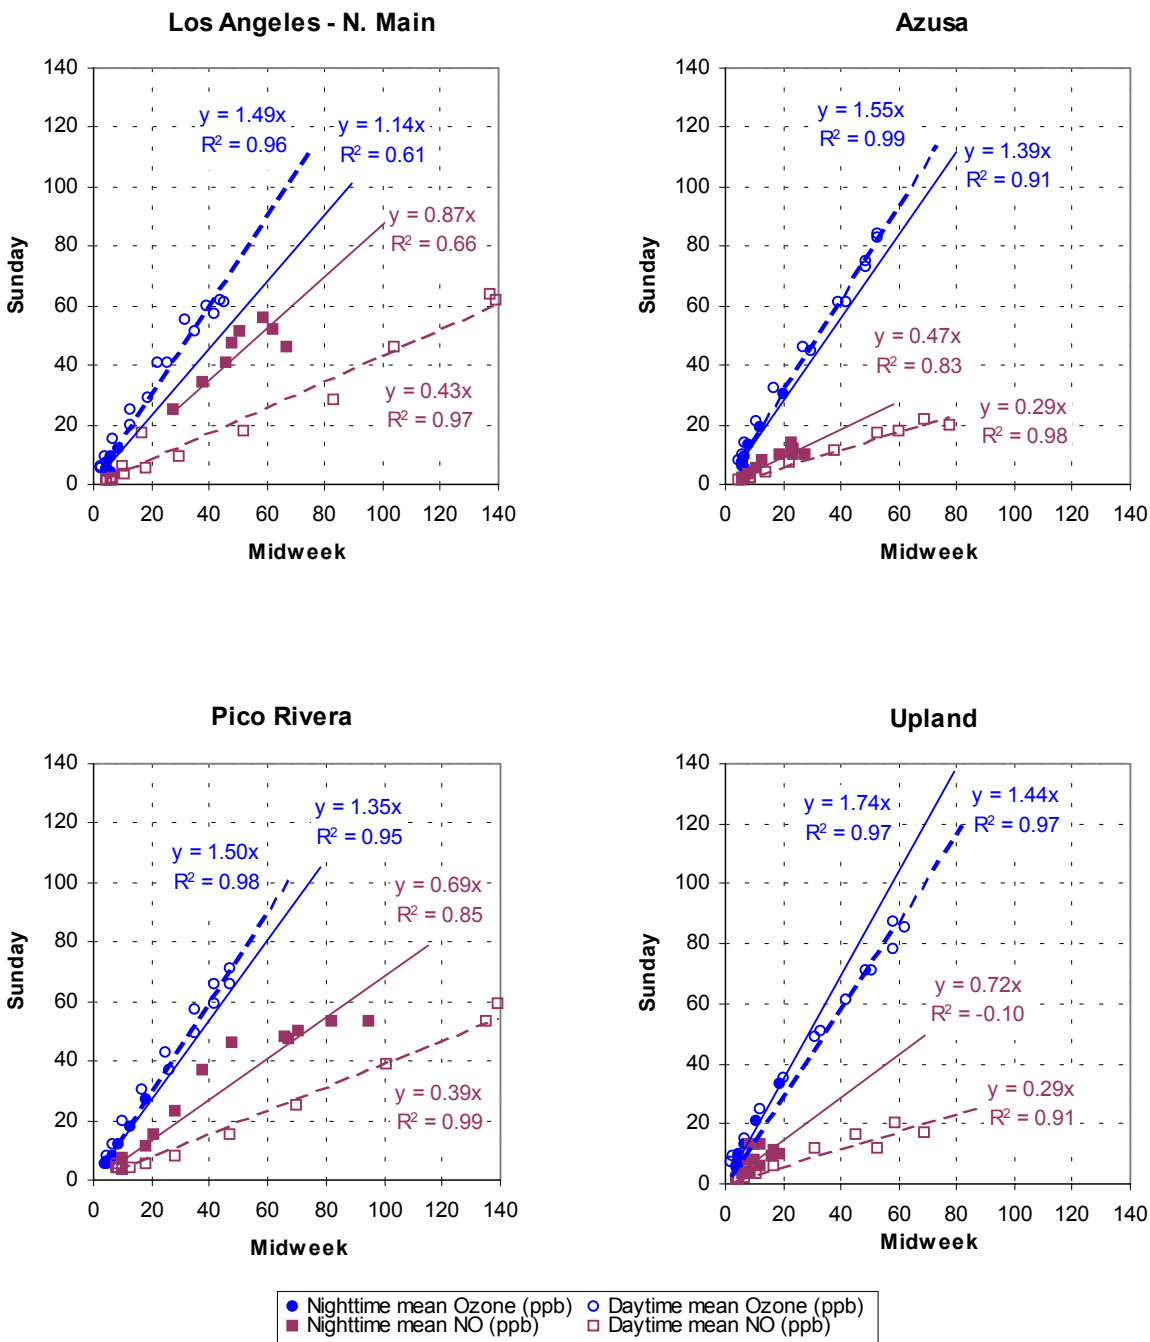 Los Angeles - N. Main
140
120
100
80
60
40
20
0
Sunday
y = 1.49x
R² = 0.96
y = 1.14x
R² = 0.61
y = 0.87x
R² = 0.66
y = 0.43x
R² = 0.97
0 20 40 60 80 100 120 140
Midweek
Azusa
140
120
100
80
60
40
20
0
Sunday
y = 1.55x
R² = 0.99
y = 1.39x
R² = 0.91
y = 0.47x
R² = 0.83
y = 0.29x
R² = 0.98
0 20 40 60 80 100 120 140
Midweek
Pico Rivera
140
120
100
80
60
40
20
0
Sunday
y = 1.35x
R² = 0.95
y = 1.50x
R² = 0.98
y = 0.69x
R² = 0.85
y = 0.39x
R² = 0.99
0 20 40 60 80 100 120 140
Midweek
Upland
140
120
100
80
60
40
20
0
Sunday
y = 1.74x
R² = 0.97
y = 1.44x
R² = 0.97
y = 0.72x
R² = -0.10
y = 0.29x
R² = 0.91
0 20 40 60 80 100 120 140
Midweek
Nighttime mean Ozone (ppb) Daytime mean Ozone (ppb)
Nighttime mean NO (ppb) Daytime mean NO (ppb)